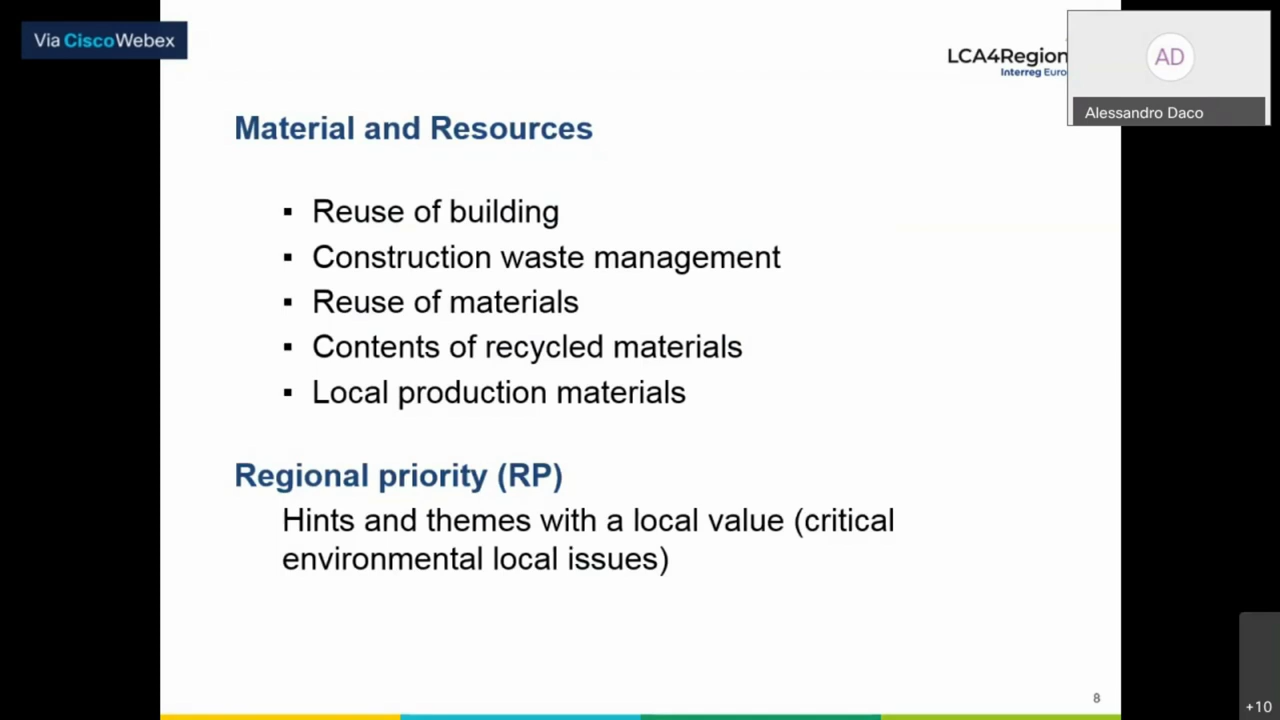 Via CiscoWebex
LCA4Region
Interreg Euro
AD
Alessandro Daco
Material and Resources
▪ Reuse of building
▪ Construction waste management
▪ Reuse of materials
▪ Contents of recycled materials
▪ Local production materials
Regional priority (RP)
Hints and themes with a local value (critical
environmental local issues)
8
+10